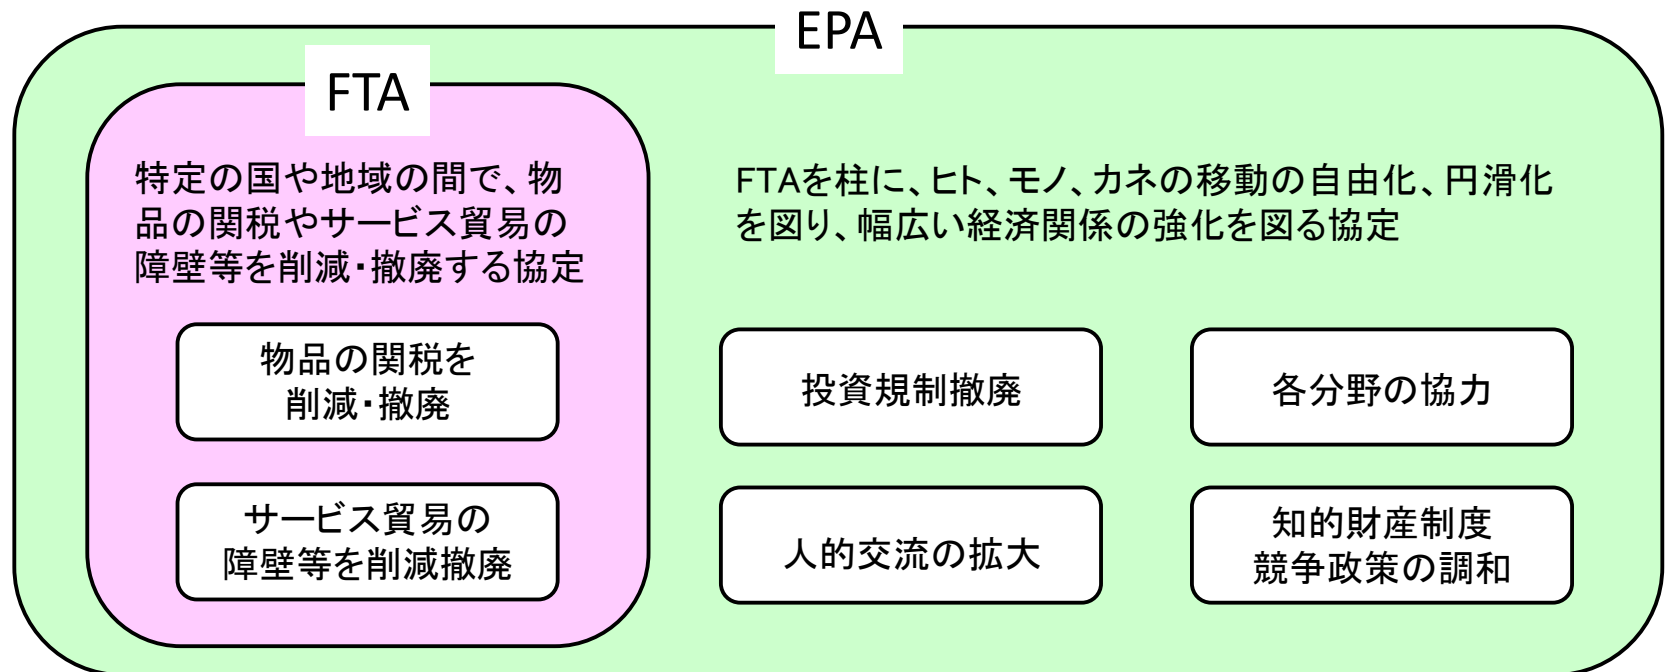 EPA
FTA
特定の国や地域の間で、物
品の関税やサービス貿易の
障壁等を削減・撤廃する協定
物品の関税を
削減・撤廃
サービス貿易の
障壁等を削減撤廃
FTAを柱に、ヒト、モノ、カネの移動の自由化、円滑化
を図り、幅広い経済関係の強化を図る協定
投資規制撤廃
各分野の協力
人的交流の拡大
知的財産制度
競争政策の調和